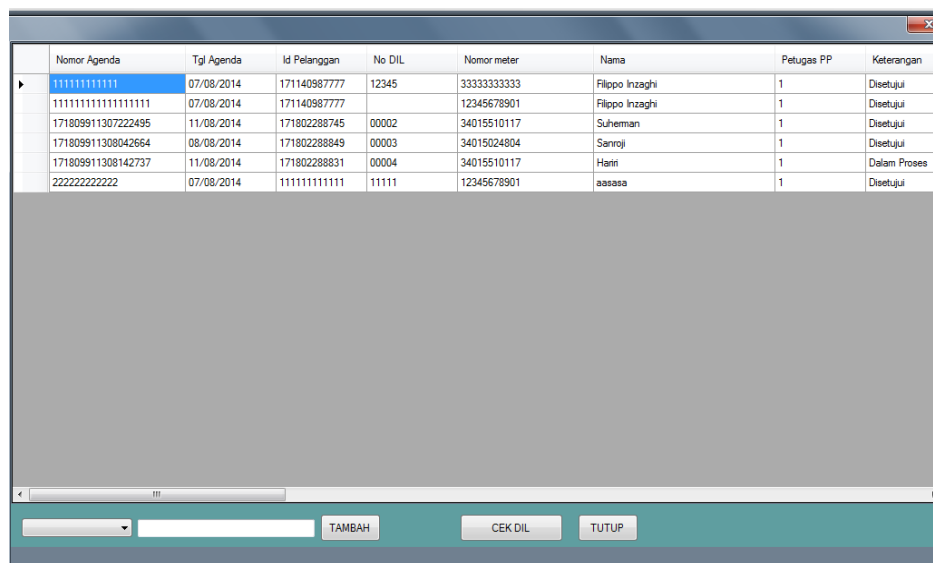 Nomor Agenda Tgl Agenda Id Pelanggan No DIL Nomor meter Nama Petugas PP Keterangan
111111111111 07/08/2014 171140987777 12345 33333333333 Filippo Inzaghi 1 Disetujui
111111111111111111 07/08/2014 171140987777 12345678901 Filippo Inzaghi 1 Disetujui
171809911307222495 11/08/2014 171802288745 00002 34015510117 Suherman 1 Disetujui
171809911308042664 08/08/2014 171802288849 00003 34015024804 Sanroji 1 Disetujui
171809911308142737 11/08/2014 171802288831 00004 34015510117 Hariri 1 Dalam Proses
222222222222 07/08/2014 111111111111 11111 12345678901 aasasa 1 Disetujui
TAMBAH CEK DIL TUTUP